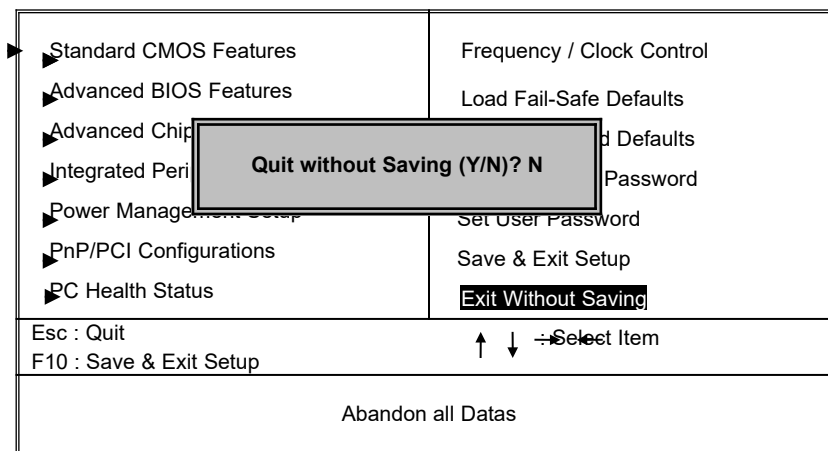 Standard CMOS Features
Advanced BIOS Features
Advanced Chip
Integrated Peri
Power Management Setup
PnP/PCI Configurations
PC Health Status
Frequency / Clock Control
Load Fail-Safe Defaults
d Defaults
Password
Set User Password
Save & Exit Setup
Exit Without Saving
Quit without Saving (Y/N)? N
Esc : Quit
F10 : Save & Exit Setup
↑ ↓ → ← : Select Item
Abandon all Datas